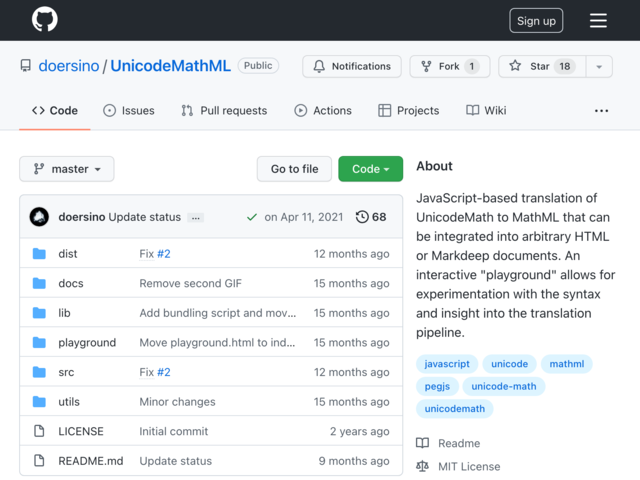 Sign up
doersino / UnicodeMathML Public
Notifications Fork 1 Star 18
Code Issues Pull requests Actions Projects Wiki ...
master Go to file Code
doersino Update status ... on Apr 11, 2021 68
dist Fix #2 12 months ago
docs Remove second GIF 15 months ago
lib Add bundling script and mov... 15 months ago
playground Move playground.html to ind... 15 months ago
src Fix #2 12 months ago
utils Minor changes 15 months ago
LICENSE Initial commit 2 years ago
README.md Update status 9 months ago
About
JavaScript-based translation of
UnicodeMath to MathML that can
be integrated into arbitrary HTML
or Markdeep documents. An
interactive "playground" allows for
experimentation with the syntax
and insight into the translation
pipeline.
javascript unicode mathml
pegjs unicode-math
unicodemath
Readme
MIT License